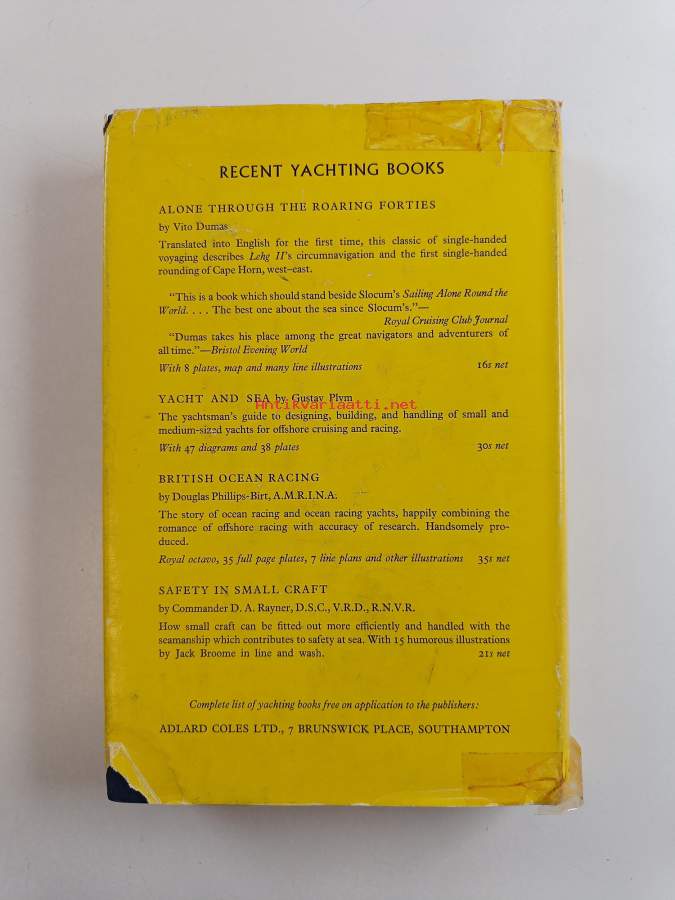 RECENT YACHTING BOOKS
ALONE THROUGH THE ROARING FORTIES
by Vito Dumas
Translated into English for the first time, this classic of single-handed
voyaging describes Lehg II's circumnavigation and the first single-handed
rounding of Cape Horn, west–east.
"This is a book which should stand beside Slocum's Sailing Alone Round the
World. . . . The best one about the sea since Slocum's."—
Royal Cruising Club Journal
"Dumas takes his place among the great navigators and adventurers of
all time."—Bristol Evening World
With 8 plates, map and many line illustrations 16s net
YACHT AND SEA by Gustav Plym
Antikvariaatti.net
The yachtsman's guide to designing, building, and handling of small and
medium-sized yachts for offshore cruising and racing.
With 47 diagrams and 38 plates 30s net
BRITISH OCEAN RACING
by Douglas Phillips-Birt, A.M.R.I.N.A.
The story of ocean racing and ocean racing yachts, happily combining the
romance of offshore racing with accuracy of research. Handsomely pro-
duced.
Royal octavo, 35 full page plates, 7 line plans and other illustrations 35s net
SAFETY IN SMALL CRAFT
by Commander D. A. Rayner, D.S.C., V.R.D., R.N.V.R.
How small craft can be fitted out more efficiently and handled with the
seamanship which contributes to safety at sea. With 15 humorous illustrations
by Jack Broome in line and wash. 21s net
Complete list of yachting books free on application to the publishers:
ADLARD COLES LTD., 7 BRUNSWICK PLACE, SOUTHAMPTON